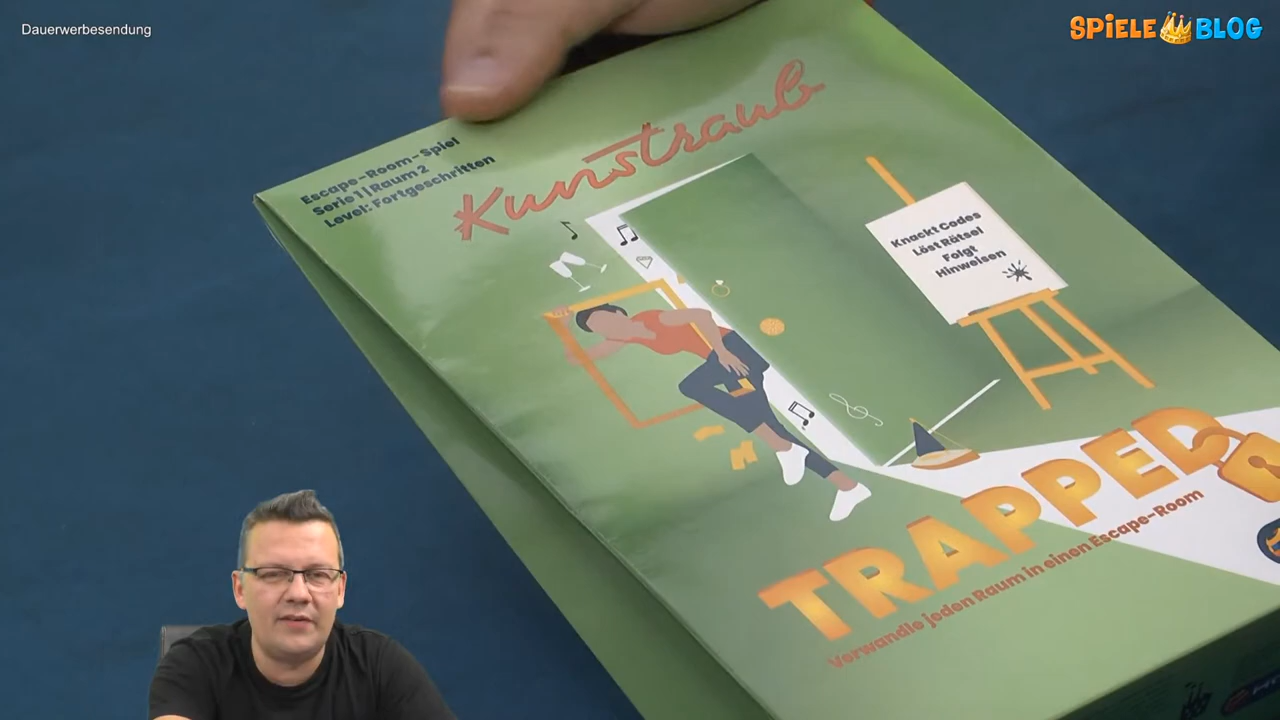 Dauerwerbesendung
SPiELE BLOG
Escape-Room-Spiel
Serie 1 | Raum 2
Level: Fortgeschritten
Kunstraub
Knackt Codes
Löst Rätsel
Folgt
Hinweisen
TRAPPED
Verwandle jeden Raum in einen Escape-Room